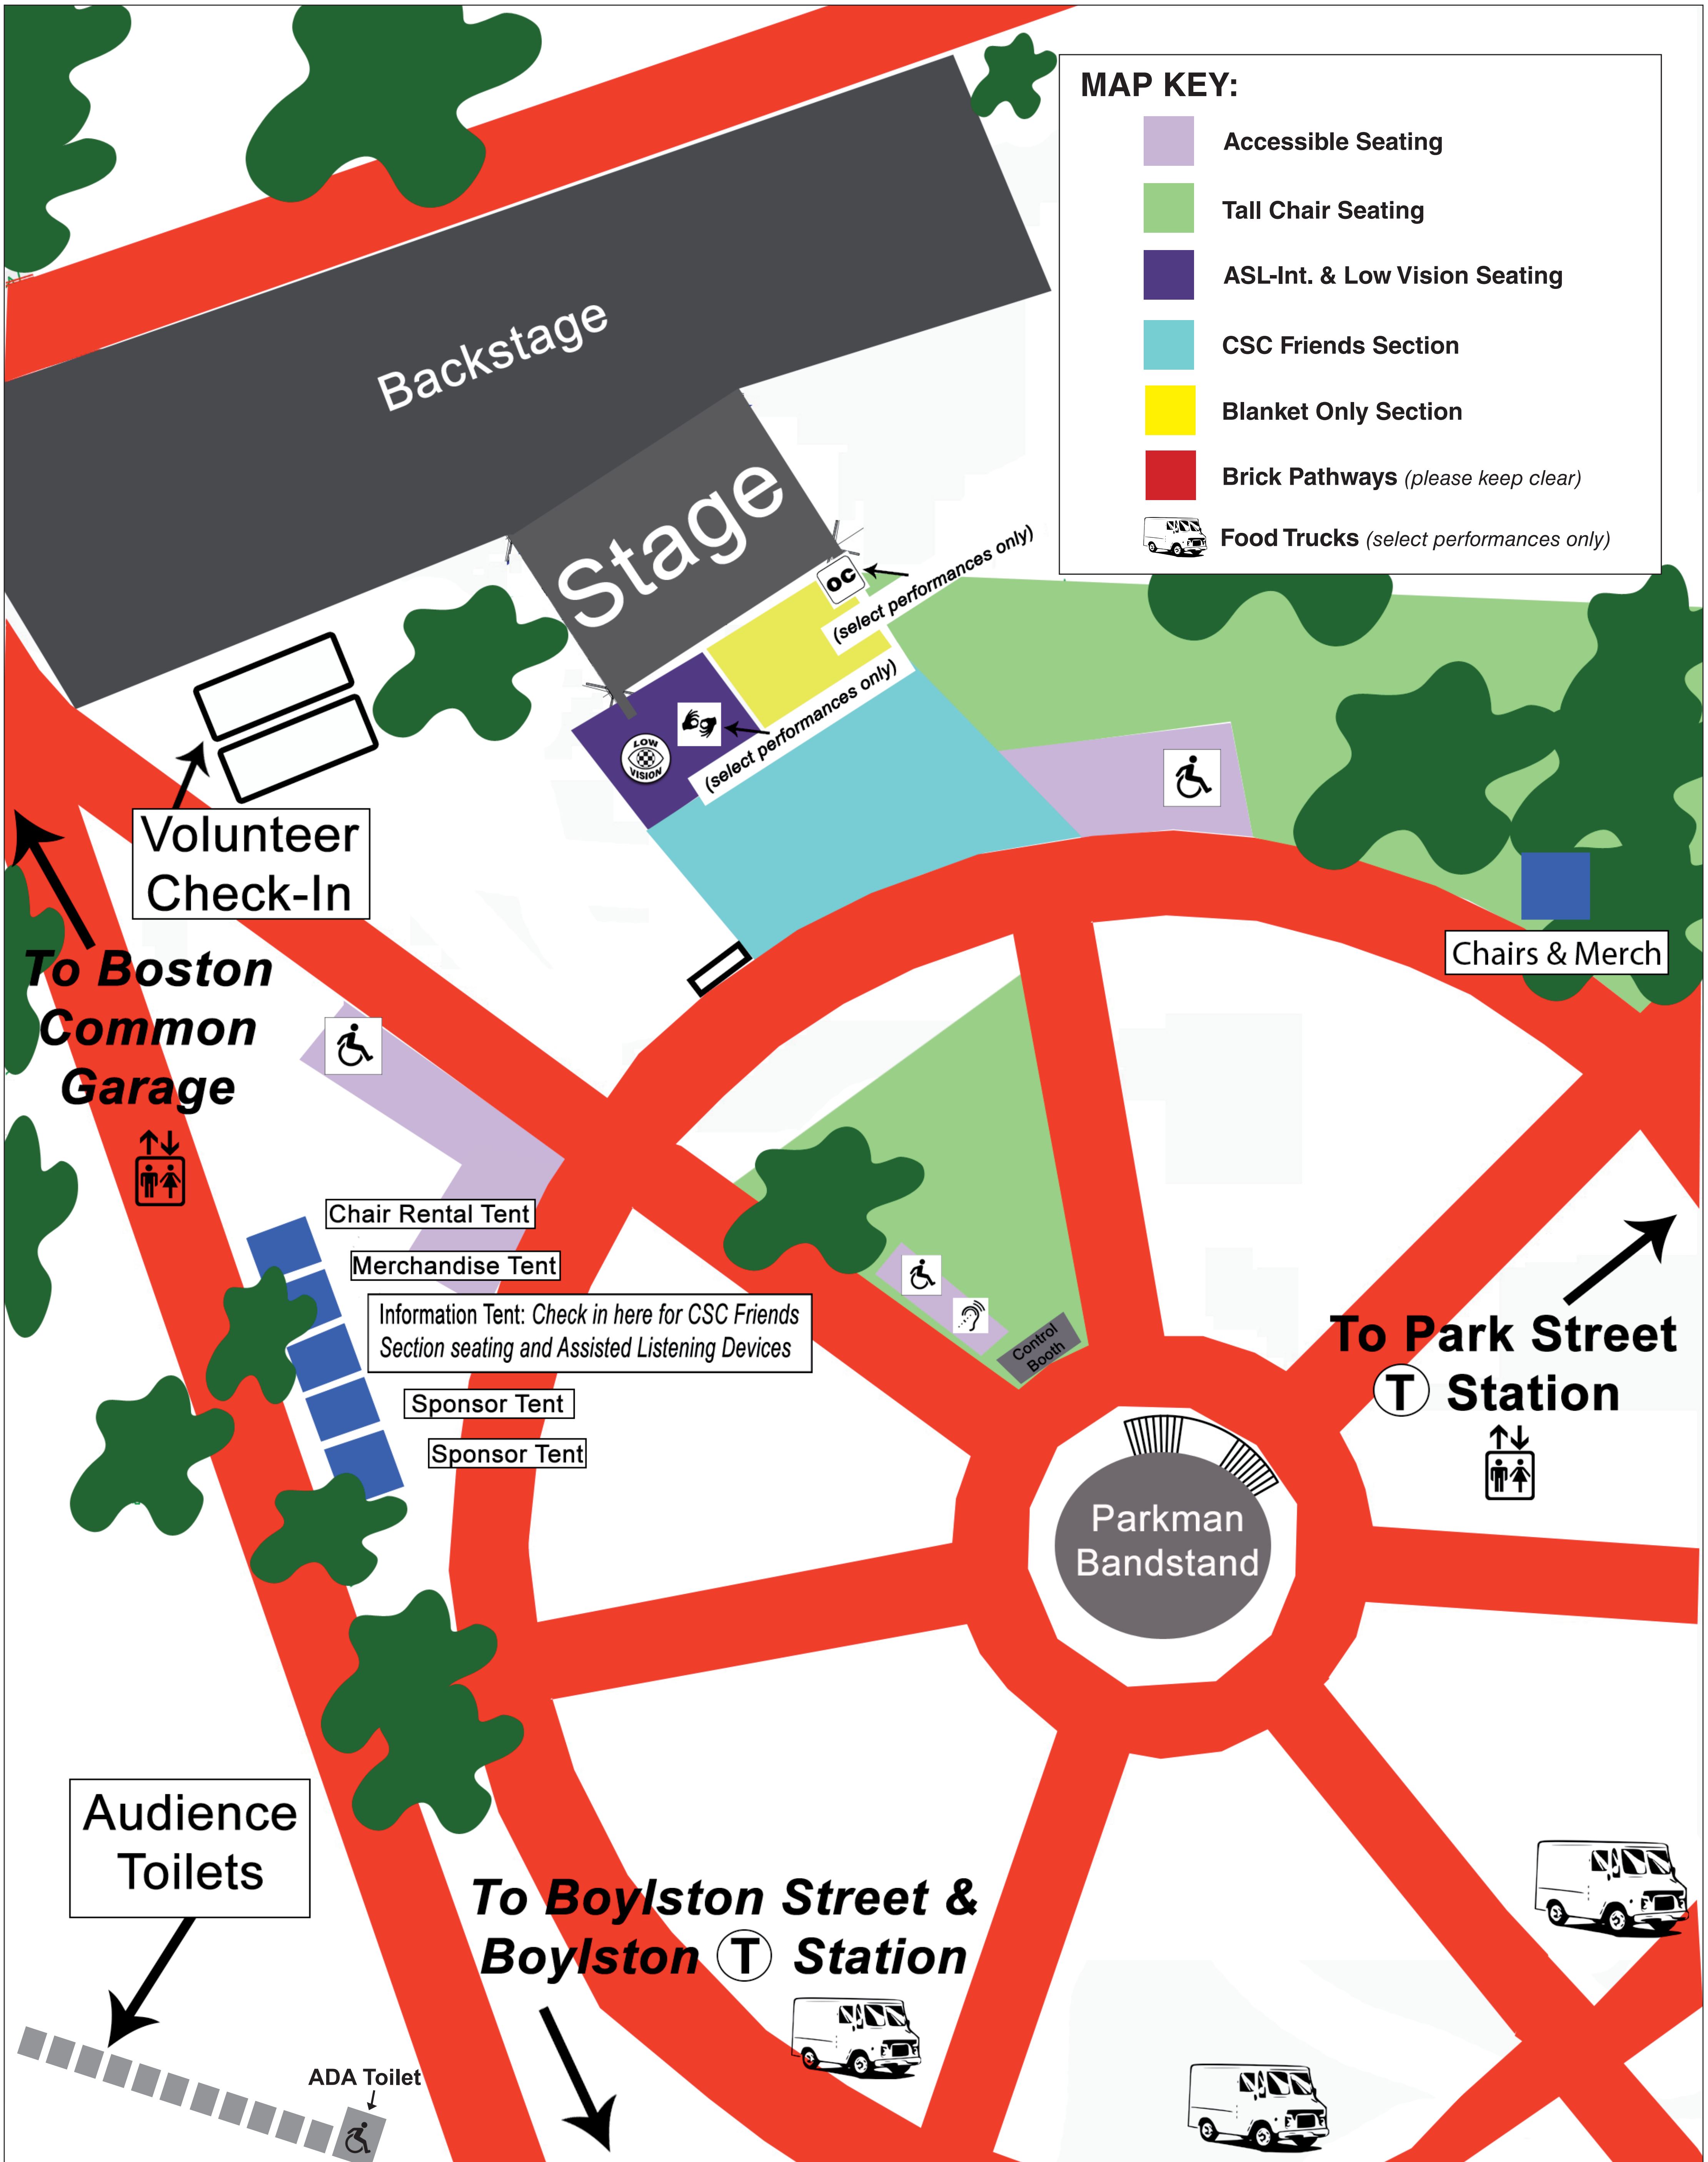 MAP KEY:
Accessible Seating
Tall Chair Seating
ASL-Int. & Low Vision Seating
CSC Friends Section
Blanket Only Section
Brick Pathways (please keep clear)
Food Trucks (select performances only)
Backstage
Stage
OC
(select performances only)
LOW
VISION
(select performances only)
Volunteer
Check-In
To Boston
Common
Garage
Chairs & Merch
Chair Rental Tent
Merchandise Tent
Information Tent: Check in here for CSC Friends
Section seating and Assisted Listening Devices
Sponsor Tent
Sponsor Tent
Control
Booth
To Park Street
T Station
Parkman
Bandstand
Audience
Toilets
To Boylston Street &
Boylston T Station
ADA Toilet